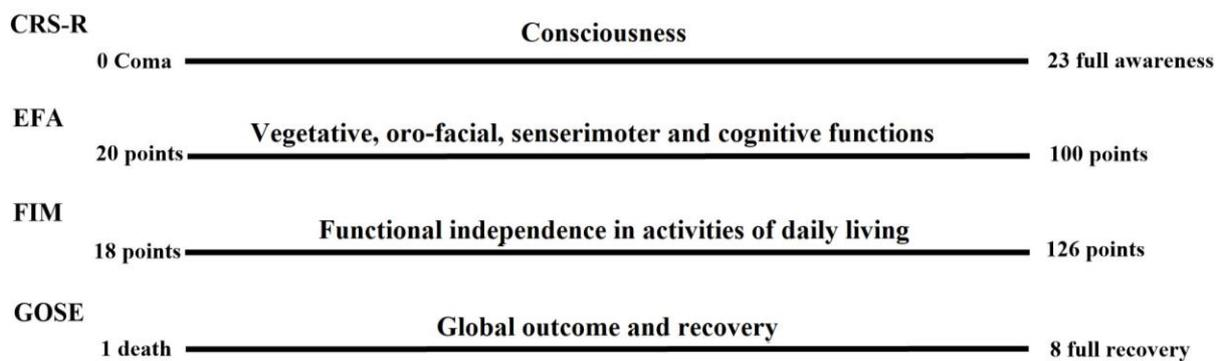 CRS-R
Consciousness
0 Coma 23 full awareness
EFA
Vegetative, oro-facial, senserimoter and cognitive functions
20 points 100 points
FIM
Functional independence in activities of daily living
18 points 126 points
GOSE
Global outcome and recovery
1 death 8 full recovery